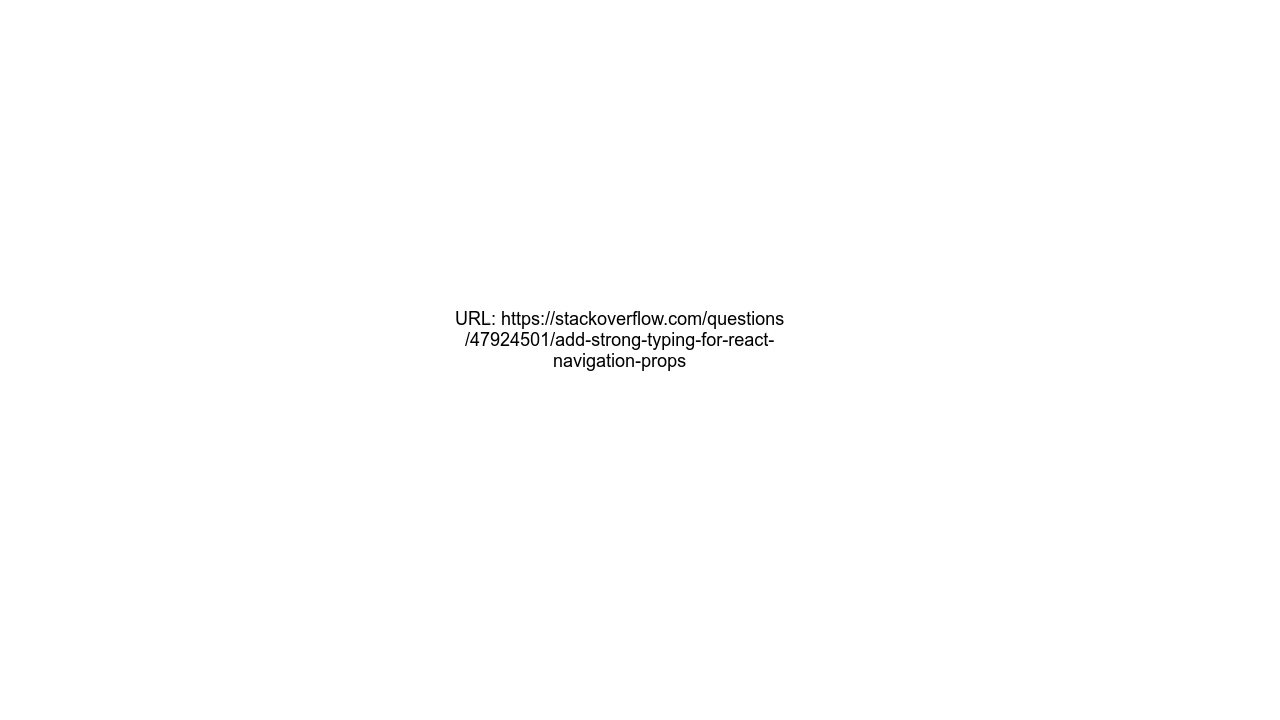 URL: https://stackoverflow.com/questions
/47924501/add-strong-typing-for-react-
navigation-props